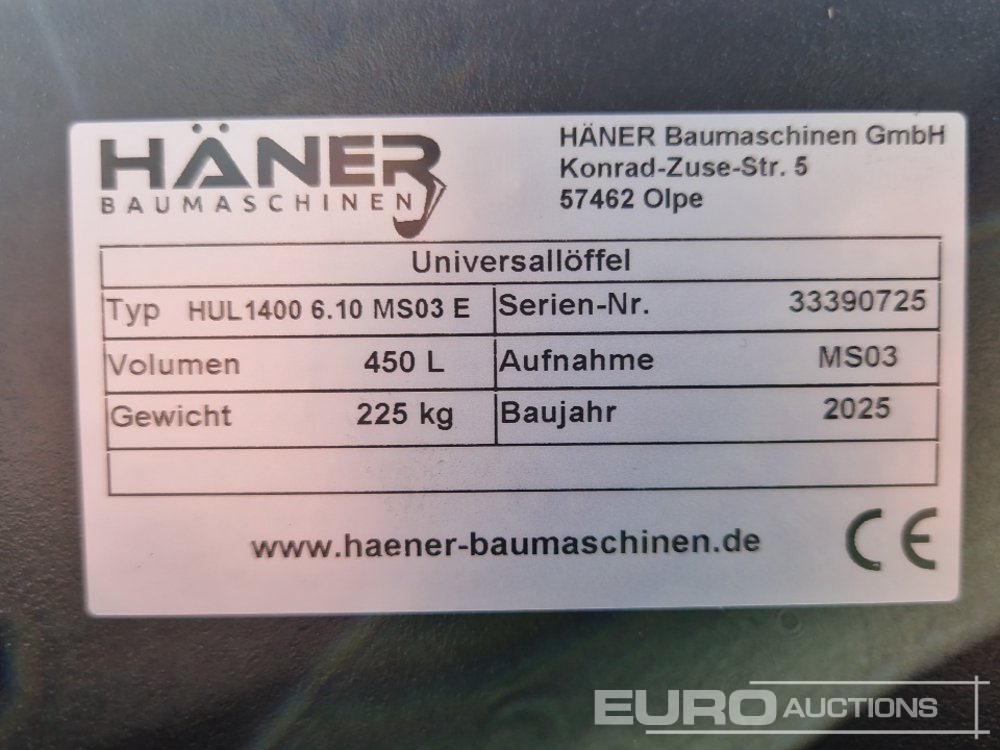 HÄNER
BAUMASCHINEN
HÄNER Baumaschinen GmbH
Konrad-Zuse-Str. 5
57462 Olpe
Universallöffel
Typ HUL1400 6.10 MS03 E Serien-Nr. 33390725
Volumen 450 L Aufnahme MS03
Gewicht 225 kg Baujahr 2025
www.haener-baumaschinen.de
CE
EURO AUCTIONS